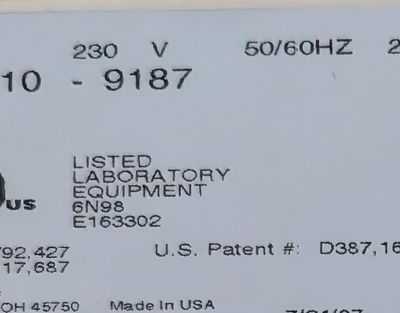 230 V 50/60HZ 2
10 - 9187
LISTED
LABORATORY
EQUIPMENT
us 6N98
E163302
792,427 U.S. Patent #: D387,16
17,687
OH 45750 Made in USA